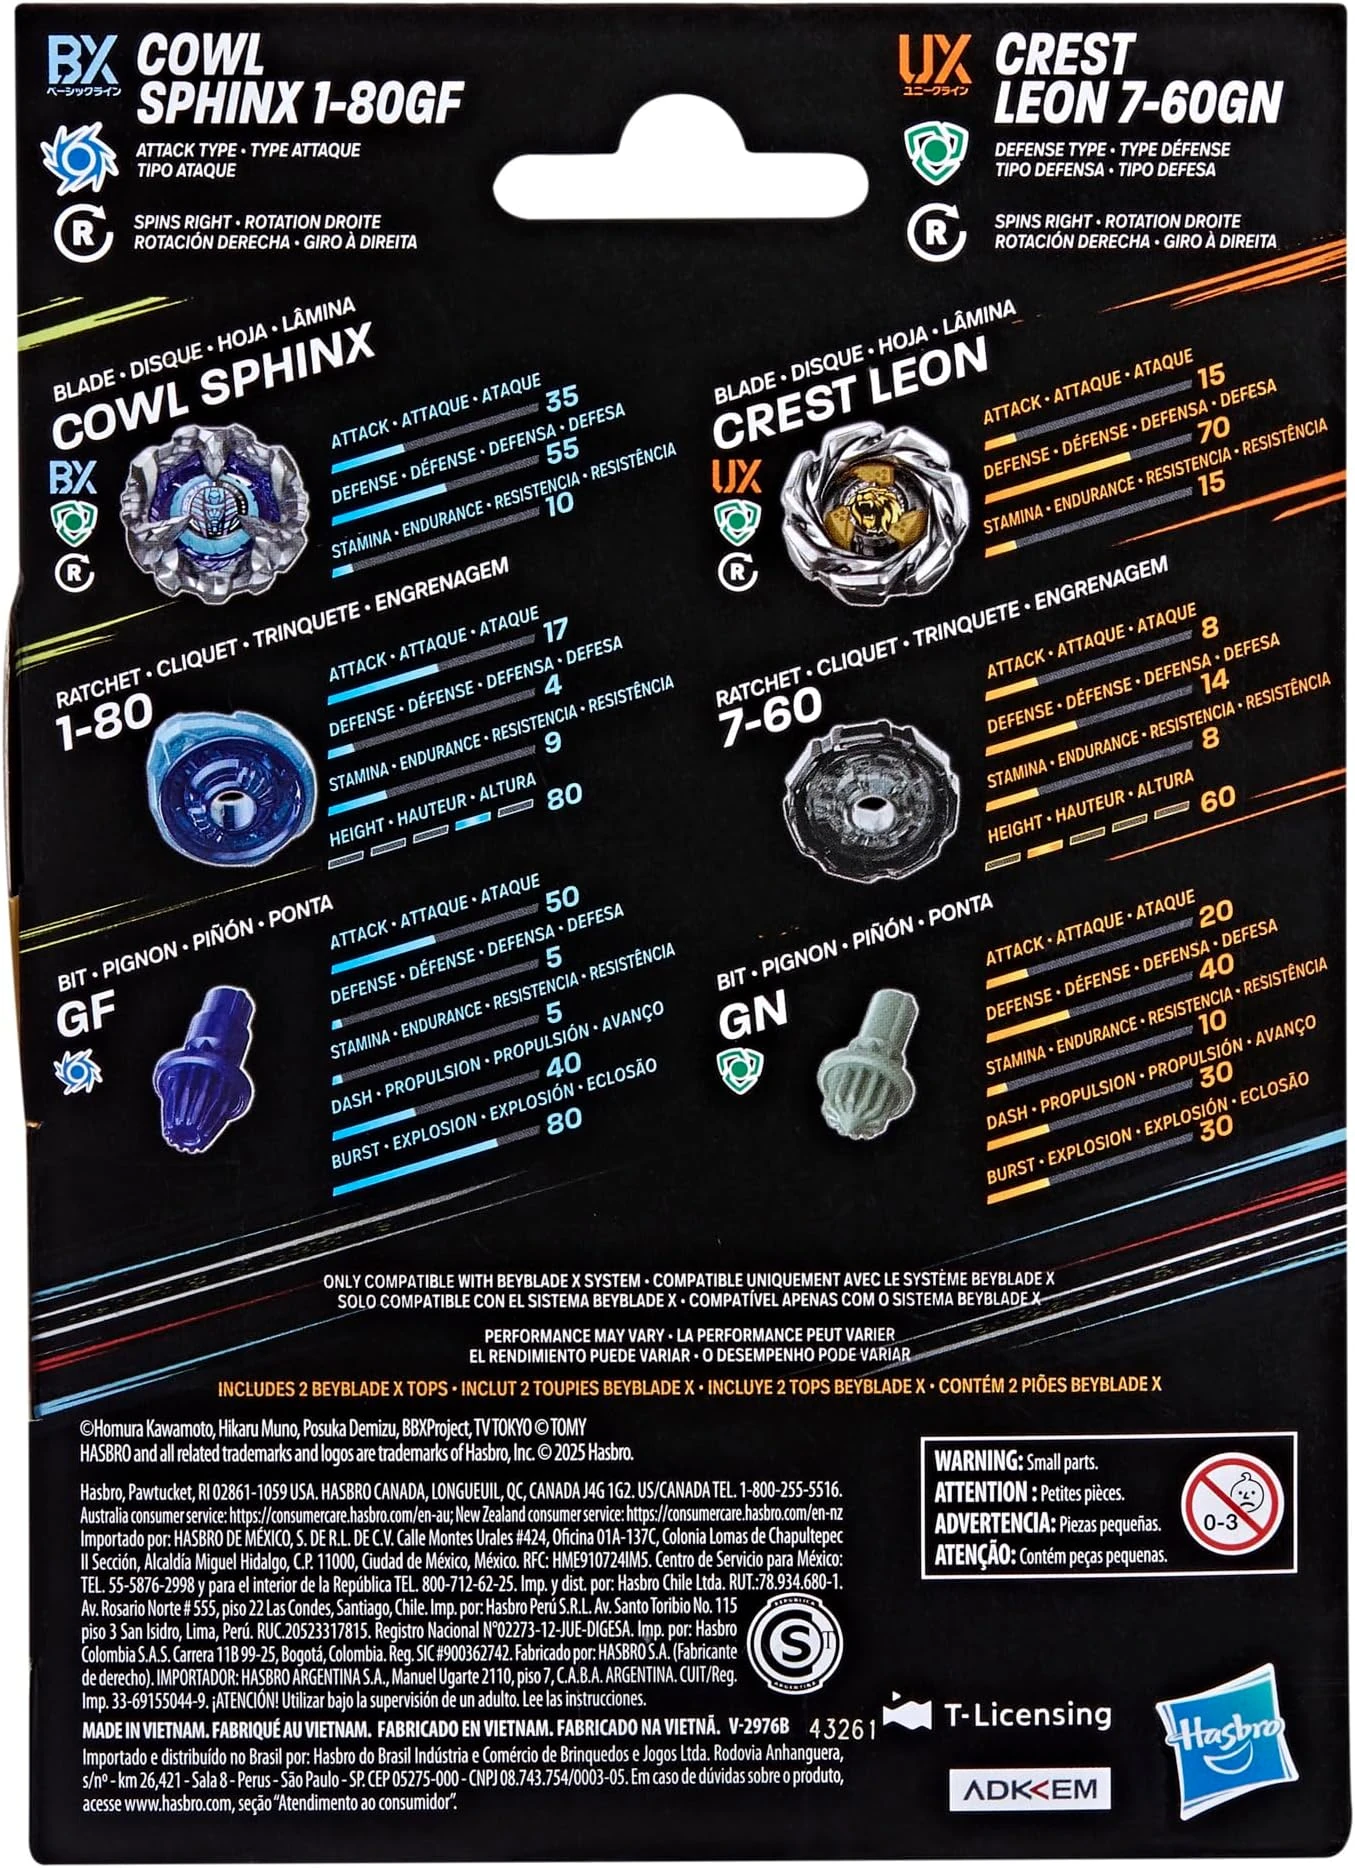 BX
ベーシックライン
COWL
SPHINX 1-80GF
ATTACK TYPE • TYPE ATTAQUE
TIPO ATAQUE
R
SPINS RIGHT • ROTATION DROITE
ROTACIÓN DERECHA • GIRO À DIREITA
UX
ユニークライン
CREST
LEON 7-60GN
DEFENSE TYPE • TYPE DÉFENSE
TIPO DEFENSA • TIPO DEFESA
R
SPINS RIGHT • ROTATION DROITE
ROTACIÓN DERECHA • GIRO À DIREITA
BLADE • DISQUE • HOJA • LÂMINA
COWL SPHINX
BX
R
ATTACK • ATTAQUE • ATAQUE
35
DEFENSE • DÉFENSE • DEFENSA • DEFESA
55
STAMINA • ENDURANCE • RESISTENCIA • RESISTÊNCIA
10
RATCHET • CLIQUET • TRINQUETE • ENGRENAGEM
1-80
ATTACK • ATTAQUE • ATAQUE
17
DEFENSE • DÉFENSE • DEFENSA • DEFESA
4
STAMINA • ENDURANCE • RESISTENCIA • RESISTÊNCIA
9
HEIGHT • HAUTEUR • ALTURA
80
BIT • PIGNON • PIÑÓN • PONTA
GF
ATTACK • ATTAQUE • ATAQUE
50
DEFENSE • DÉFENSE • DEFENSA • DEFESA
5
STAMINA • ENDURANCE • RESISTENCIA • RESISTÊNCIA
5
DASH • PROPULSION • PROPULSIÓN • AVANÇO
40
BURST • EXPLOSION • EXPLOSIÓN • ECLOSÃO
80
BLADE • DISQUE • HOJA • LÂMINA
CREST LEON
UX
R
ATTACK • ATTAQUE • ATAQUE
15
DEFENSE • DÉFENSE • DEFENSA • DEFESA
70
STAMINA • ENDURANCE • RESISTENCIA • RESISTÊNCIA
15
RATCHET • CLIQUET • TRINQUETE • ENGRENAGEM
7-60
ATTACK • ATTAQUE • ATAQUE
8
DEFENSE • DÉFENSE • DEFENSA • DEFESA
14
STAMINA • ENDURANCE • RESISTENCIA • RESISTÊNCIA
8
HEIGHT • HAUTEUR • ALTURA
60
BIT • PIGNON • PIÑÓN • PONTA
GN
ATTACK • ATTAQUE • ATAQUE
20
DEFENSE • DÉFENSE • DEFENSA • DEFESA
40
STAMINA • ENDURANCE • RESISTENCIA • RESISTÊNCIA
10
DASH • PROPULSION • PROPULSIÓN • AVANÇO
30
BURST • EXPLOSION • EXPLOSIÓN • ECLOSÃO
30
ONLY COMPATIBLE WITH BEYBLADE X SYSTEM • COMPATIBLE UNIQUEMENT AVEC LE SYSTÈME BEYBLADE X
SOLO COMPATIBLE CON EL SISTEMA BEYBLADE X • COMPATÍVEL APENAS COM O SISTEMA BEYBLADE X
PERFORMANCE MAY VARY • LA PERFORMANCE PEUT VARIER
EL RENDIMIENTO PUEDE VARIAR • O DESEMPENHO PODE VARIAR
INCLUDES 2 BEYBLADE X TOPS • INCLUT 2 TOUPIES BEYBLADE X • INCLUYE 2 TOPS BEYBLADE X • CONTÉM 2 PIÕES BEYBLADE X
©Homura Kawamoto, Hikaru Muno, Posuka Demizu, BBXProject, TV TOKYO © TOMY
HASBRO and all related trademarks and logos are trademarks of Hasbro, Inc. © 2025 Hasbro.
Hasbro, Pawtucket, RI 02861-1059 USA. HASBRO CANADA, LONGUEUIL, QC, CANADA J4G 1G2. US/CANADA TEL. 1-800-255-5516.
Australia consumer service: https://consumercare.hasbro.com/en-au; New Zealand consumer service: https://consumercare.hasbro.com/en-nz
Importado por: HASBRO DE MÉXICO, S. DE R.L. DE C.V. Calle Montes Urales #424, Oficina 01A-137C, Colonia Lomas de Chapultepec
II Sección, Alcaldía Miguel Hidalgo, C.P. 11000, Ciudad de México, México. RFC: HME910724IM5. Centro de Servicio para México:
TEL. 55-5876-2998 y para el interior de la República TEL. 800-712-62-25. Imp. y dist. por: Hasbro Chile Ltda. RUT.:78.934.680-1.
Av. Rosario Norte # 555, piso 22 Las Condes, Santiago, Chile. Imp. por: Hasbro Perú S.R.L. Av. Santo Toribio No. 115
piso 3 San Isidro, Lima, Perú. RUC.20523317815. Registro Nacional N°02273-12-JUE-DIGESA. Imp. por: Hasbro
Colombia S.A.S. Carrera 11B 99-25, Bogotá, Colombia. Reg. SIC #900362742. Fabricado por: HASBRO S.A. (Fabricante
de derecho). IMPORTADOR: HASBRO ARGENTINA S.A., Manuel Ugarte 2110, piso 7, C.A.B.A. ARGENTINA. CUIT/Reg.
Imp. 33-69155044-9. ¡ATENCIÓN! Utilizar bajo la supervisión de un adulto. Lee las instrucciones.
REPUBLICA
S
ARGENTINA
MADE IN VIETNAM. FABRIQUÉ AU VIETNAM. FABRICADO EN VIETNAM. FABRICADO NA VIETNÃ. V-2976B 43261
Importado e distribuído no Brasil por: Hasbro do Brasil Indústria e Comércio de Brinquedos e Jogos Ltda. Rodovia Anhanguera,
s/nº - km 26,421 - Sala 8 - Perus - São Paulo - SP. CEP 05275-000 - CNPJ 08.743.754/0003-05. Em caso de dúvidas sobre o produto,
acesse www.hasbro.com, seção “Atendimento ao consumidor”.
WARNING: Small parts.
ATTENTION : Petites pièces.
ADVERTENCIA: Piezas pequeñas.
ATENÇÃO: Contém peças pequenas.
0-3
T-Licensing
ADK EM
Hasbro